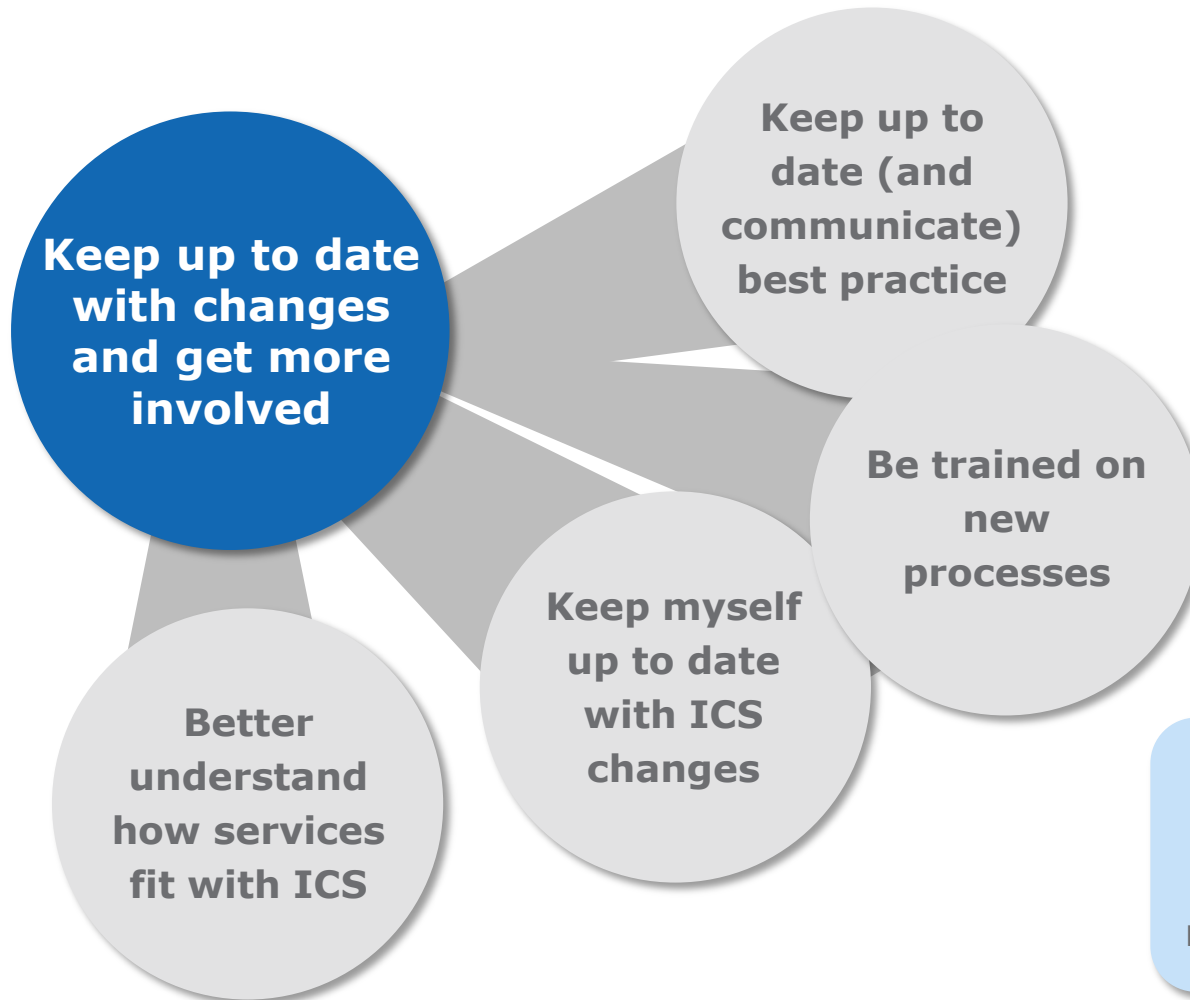 Keep up to date
with changes
and get more
involved
Keep up to
date (and
communicate)
best practice
Be trained on
new
processes
Keep myself
up to date
with ICS
changes
Better
understand
how services
fit with ICS